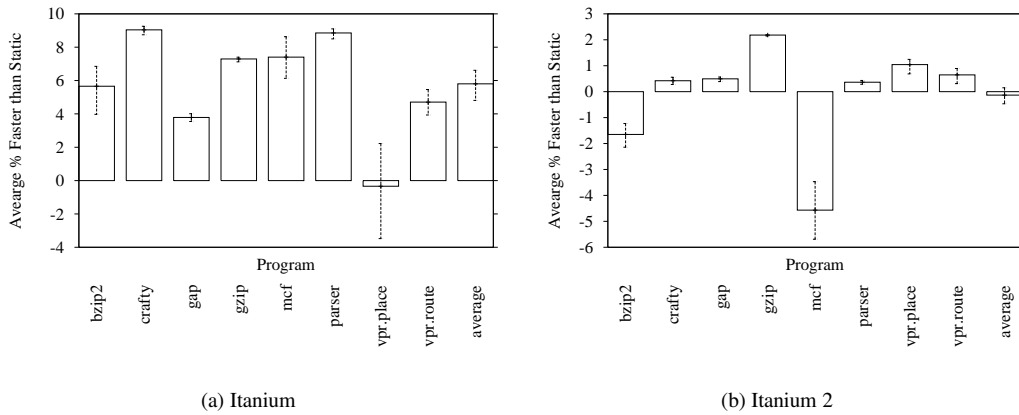 Avearge % Faster than Static
10
8
6
4
2
0
-2
-4
Program
bzip2
crafty
gap
gzip
mcf
parser
vpr.place
vpr.route
average
(a) Itanium
Avearge % Faster than Static
3
2
1
0
-1
-2
-3
-4
-5
-6
Program
bzip2
crafty
gap
gzip
mcf
parser
vpr.place
vpr.route
average
(b) Itanium 2